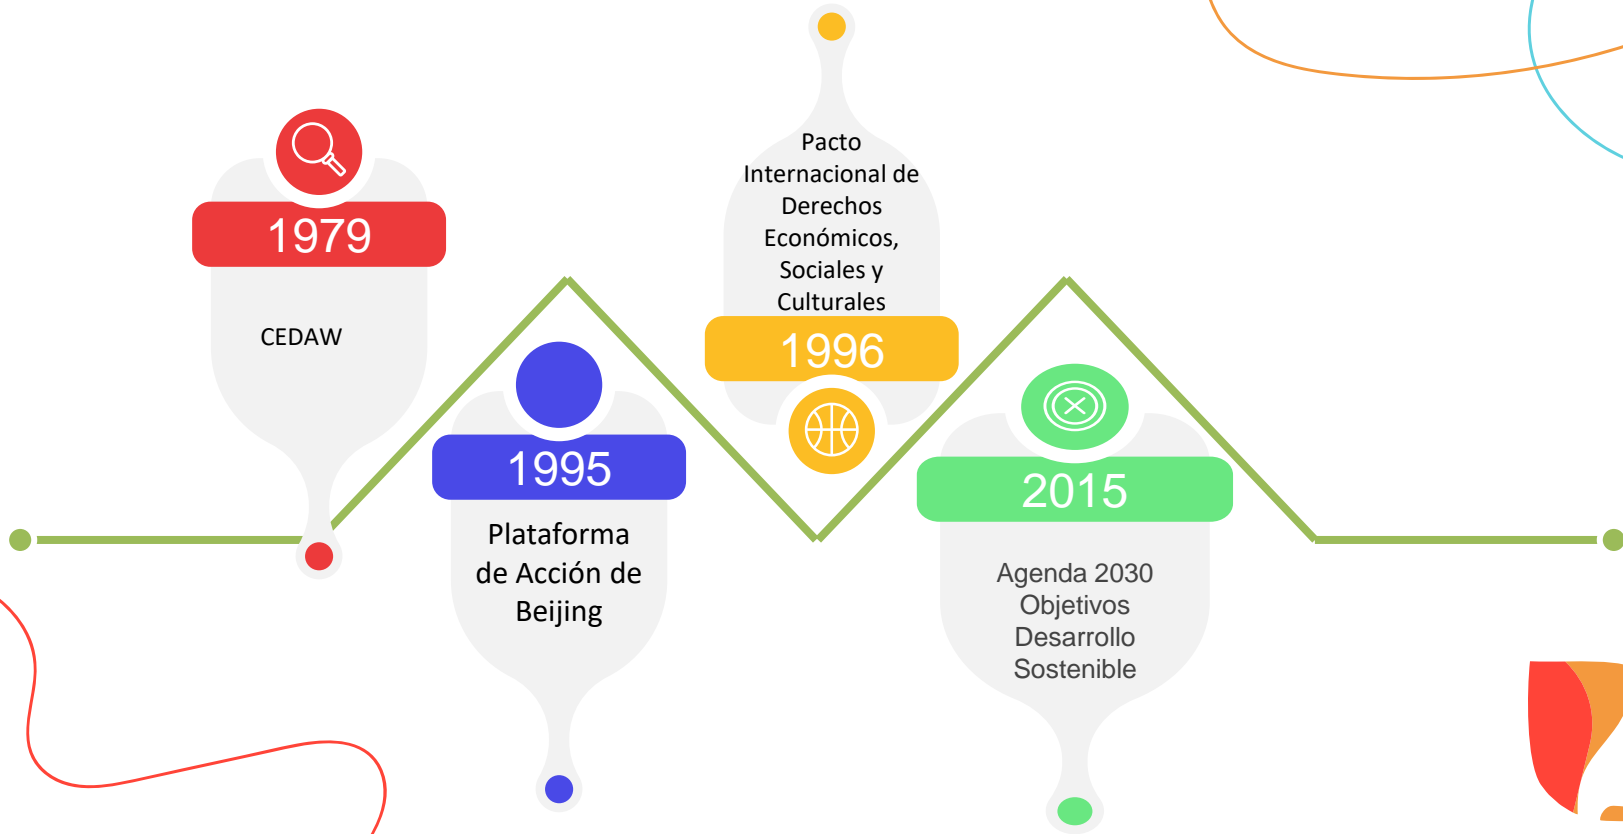 1979
CEDAW
1995
Plataforma
de Acción de
Beijing
Pacto
Internacional de
Derechos
Económicos,
Sociales y
Culturales
1996
2015
Agenda 2030
Objetivos
Desarrollo
Sostenible